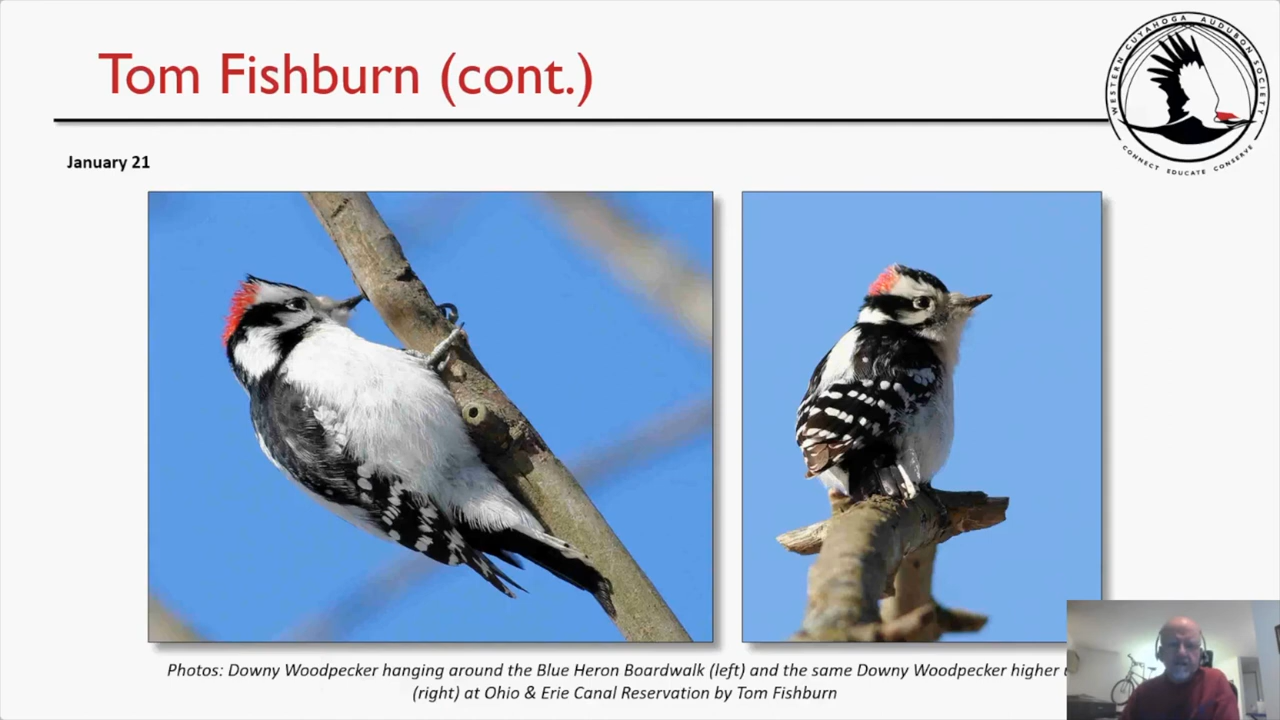 Tom Fishburn (cont.)
WESTERN CUYAHOGA AUDUBON SOCIETY
CONNECT EDUCATE CONSERVE
January 21
Photos: Downy Woodpecker hanging around the Blue Heron Boardwalk (left) and the same Downy Woodpecker higher
(right) at Ohio & Erie Canal Reservation by Tom Fishburn